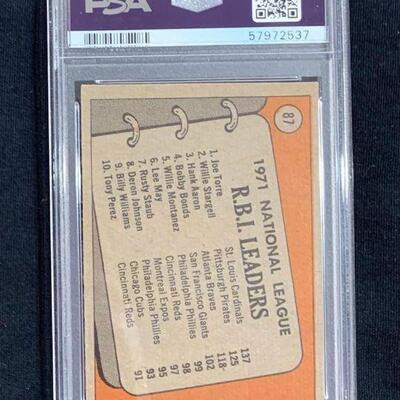 PSA
57972537
87
1971 NATIONAL LEAGUE
R.B.I. LEADERS
1. Joe Torre St. Louis Cardinals 137
2. Willie Stargell Pittsburgh Pirates 125
3. Hank Aaron Atlanta Braves 118
4. Bobby Bonds San Francisco Giants 102
5. Willie Montanez Philadelphia Phillies 99
6. Lee May Cincinnati Reds 98
7. Rusty Staub Montreal Expos 97
8. Deron Johnson Philadelphia Phillies 95
9. Billy Williams Chicago Cubs 93
10. Tony Perez Cincinnati Reds 91